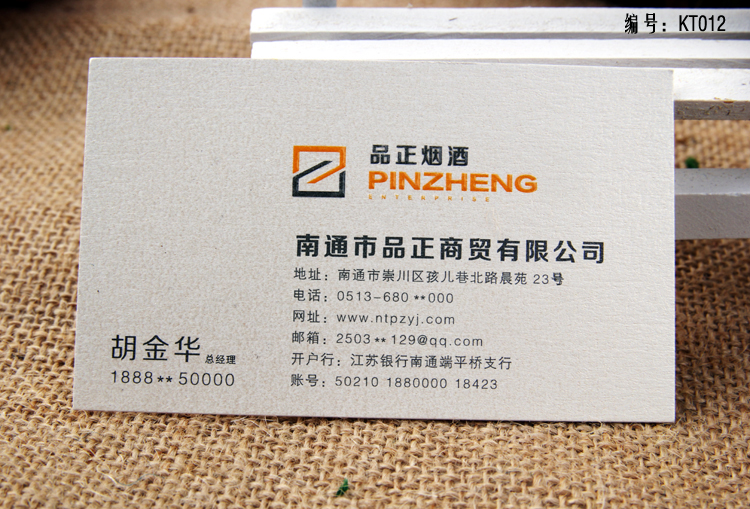 编号：KT012
品正烟酒
PINZHENG
ENTERPRISE
南通市品正商贸有限公司
地址：南通市崇川区孩儿巷北路晨苑 23号
电话：0513-680 **000
网址：www.ntpzyj.com
邮箱：2503**129@qq.com
开户行：江苏银行南通端平桥支行
账号：50210 1880000 18423
胡金华 总经理
1888** 50000